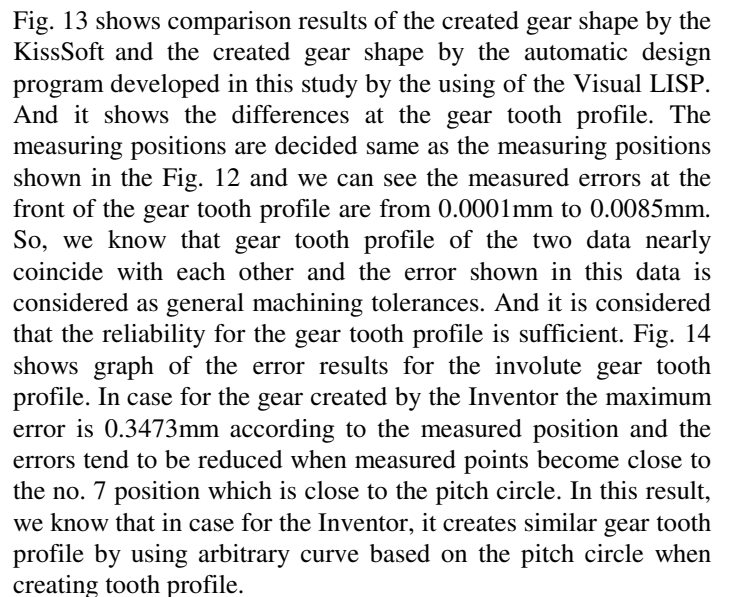 Fig. 13 shows comparison results of the created gear shape by the
KissSoft and the created gear shape by the automatic design
program developed in this study by the using of the Visual LISP.
And it shows the differences at the gear tooth profile. The
measuring positions are decided same as the measuring positions
shown in the Fig. 12 and we can see the measured errors at the
front of the gear tooth profile are from 0.0001mm to 0.0085mm.
So, we know that gear tooth profile of the two data nearly
coincide with each other and the error shown in this data is
considered as general machining tolerances. And it is considered
that the reliability for the gear tooth profile is sufficient. Fig. 14
shows graph of the error results for the involute gear tooth
profile. In case for the gear created by the Inventor the maximum
error is 0.3473mm according to the measured position and the
errors tend to be reduced when measured points become close to
the no. 7 position which is close to the pitch circle. In this result,
we know that in case for the Inventor, it creates similar gear tooth
profile by using arbitrary curve based on the pitch circle when
creating tooth profile.